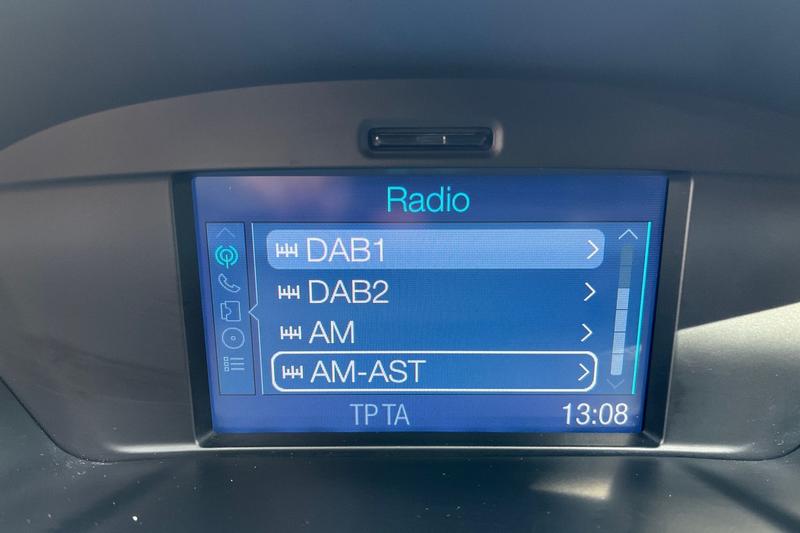 Radio
DAB1
DAB2
AM
AM-AST
TP TA 13:08